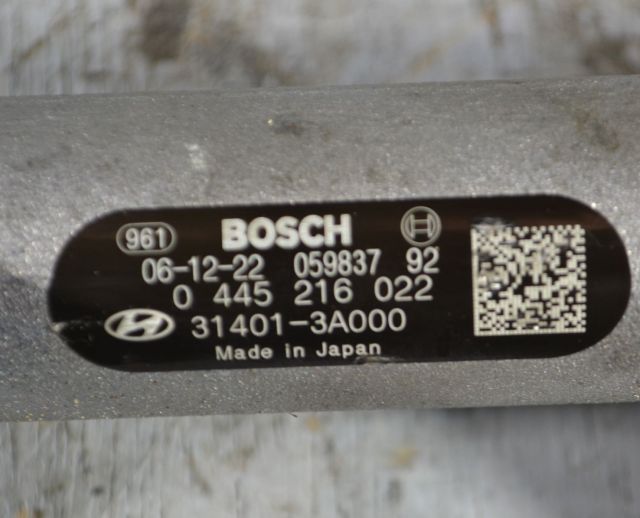 961 BOSCH
06-12-22 059837 92
0 445 216 022
31401-3A000
Made in Japan